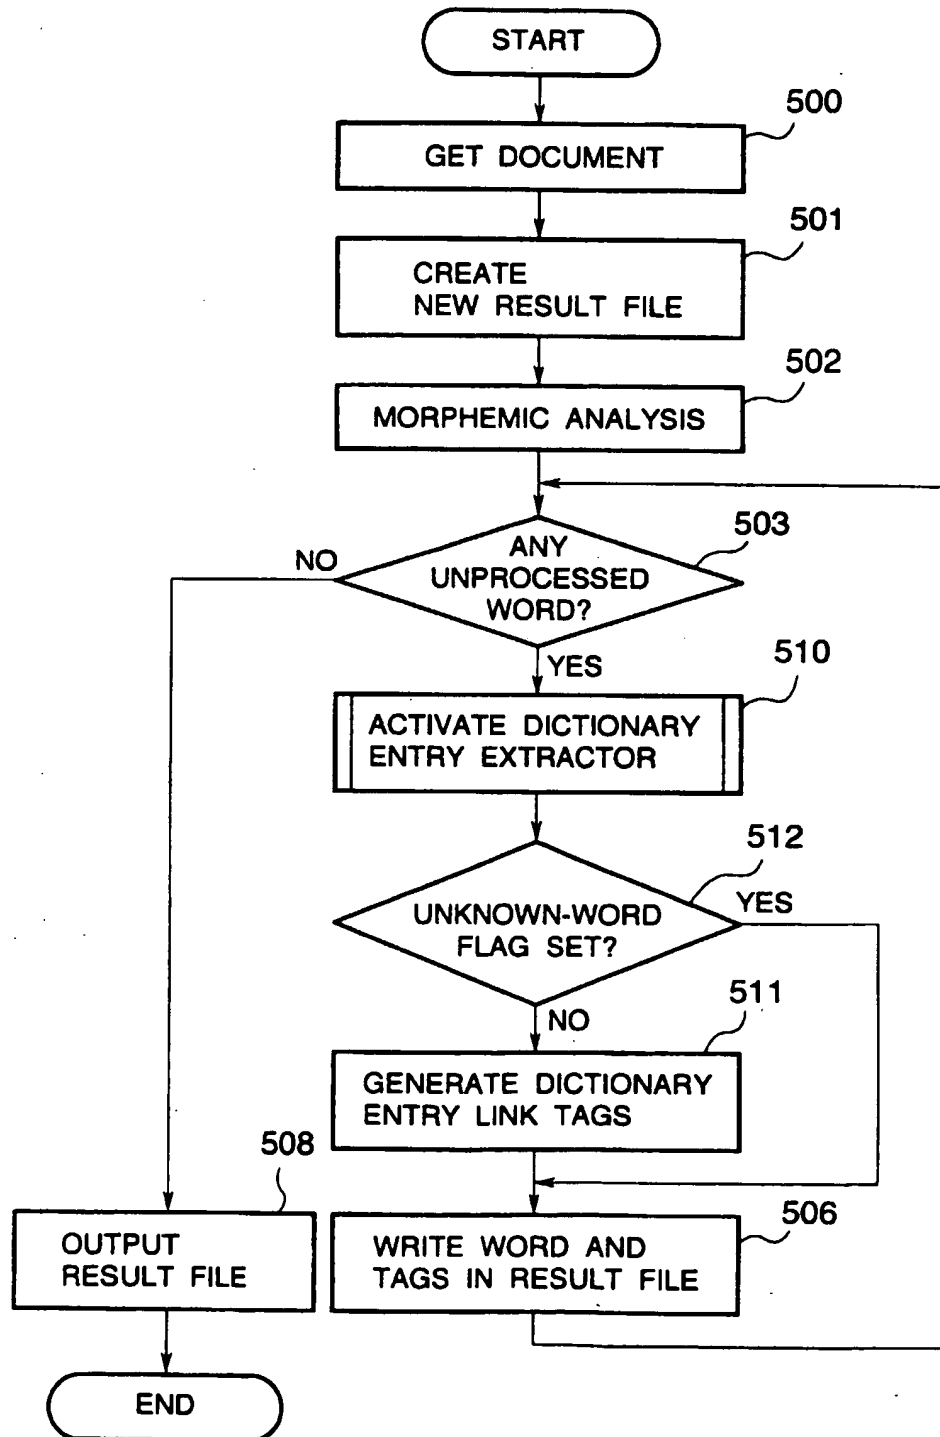 START
500
GET DOCUMENT
501
CREATE
NEW RESULT FILE
502
MORPHEMIC ANALYSIS
503
NO
ANY
UNPROCESSED
WORD?
YES
510
ACTIVATE DICTIONARY
ENTRY EXTRACTOR
512
YES
UNKNOWN-WORD
FLAG SET?
NO
511
GENERATE DICTIONARY
ENTRY LINK TAGS
508
OUTPUT
RESULT FILE
506
WRITE WORD AND
TAGS IN RESULT FILE
END